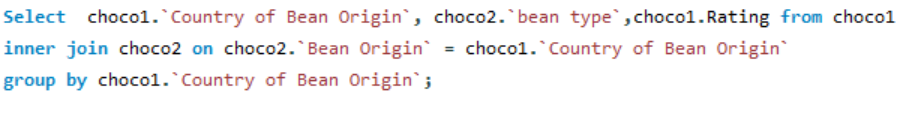 Select  choco1.`Country of Bean Origin`, choco2.`bean type`,choco1.Rating from choco1
inner join choco2 on choco2.`Bean Origin` = choco1.`Country of Bean Origin`
group by choco1.`Country of Bean Origin`;